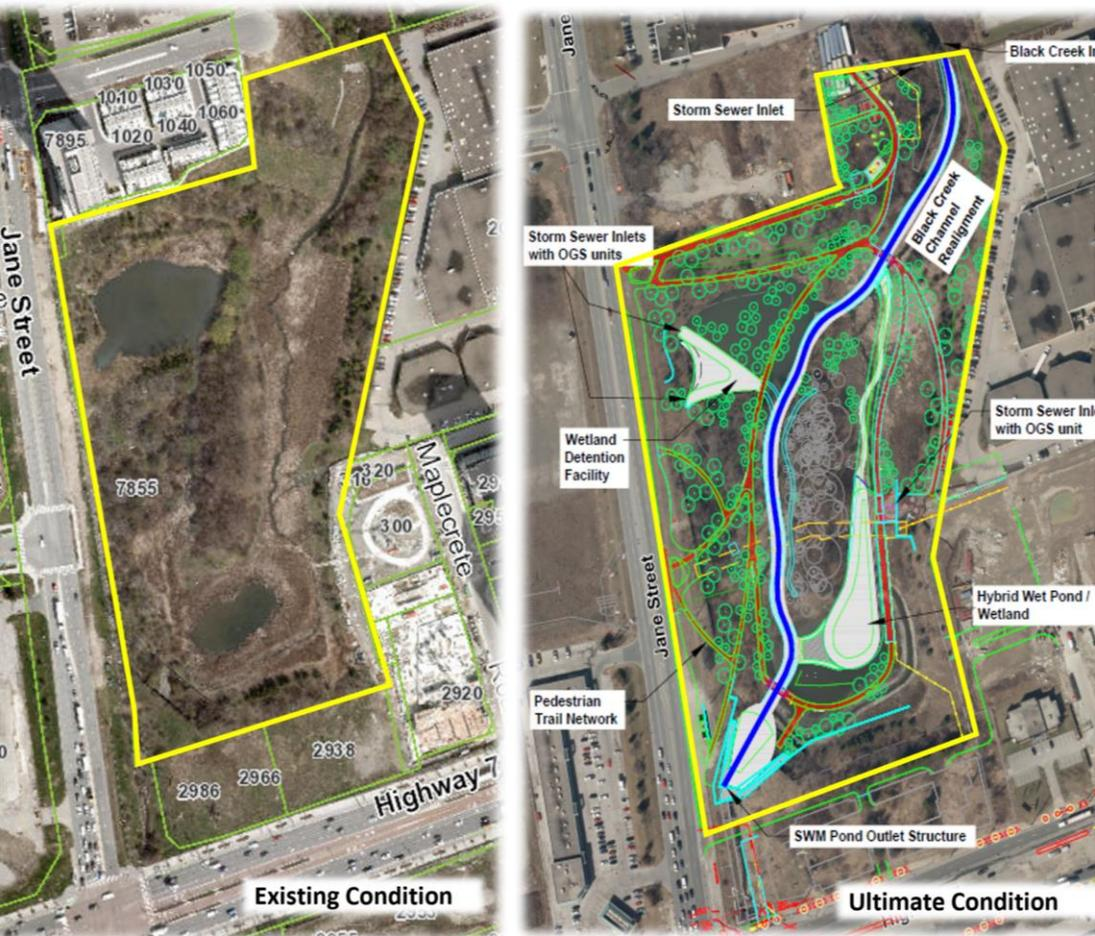 1050
1030
1010
1060
1040
1020
7895
Jane Street
7855
320
16
300
Maplecrete
2920
2938
2966
2986
Highway 7
Existing Condition
Jane
Black Creek
Storm Sewer Inlet
Black Creek
Channel
Realigment
Storm Sewer Inlets
with OGS units
Storm Sewer
with OGS unit
Wetland
Detention
Facility
Hybrid Wet Pond /
Wetland
Jane Street
Pedestrian
Trail Network
SWM Pond Outlet Structure
Ultimate Condition